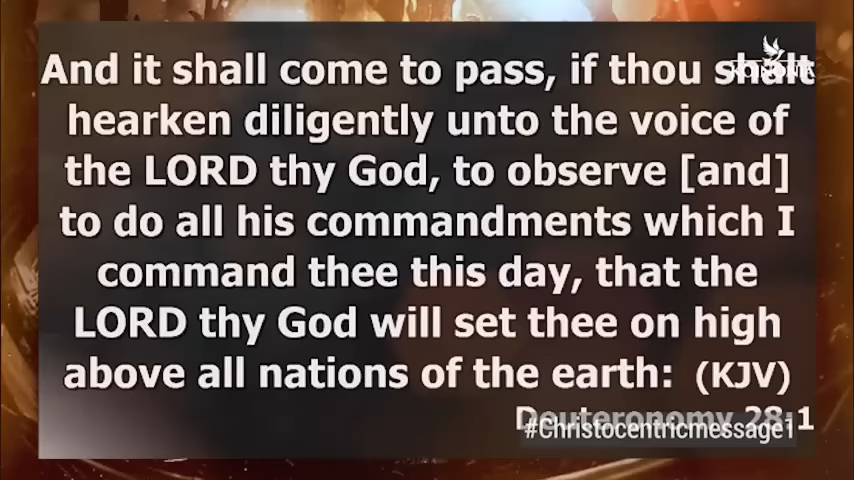 And it shall come to pass, if thou shalt
hearken diligently unto the voice of
the LORD thy God, to observe [and]
to do all his commandments which I
command thee this day, that the
LORD thy God will set thee on high
above all nations of the earth: (KJV)
Deuteronomy 28:1
#Christocentricmessage1